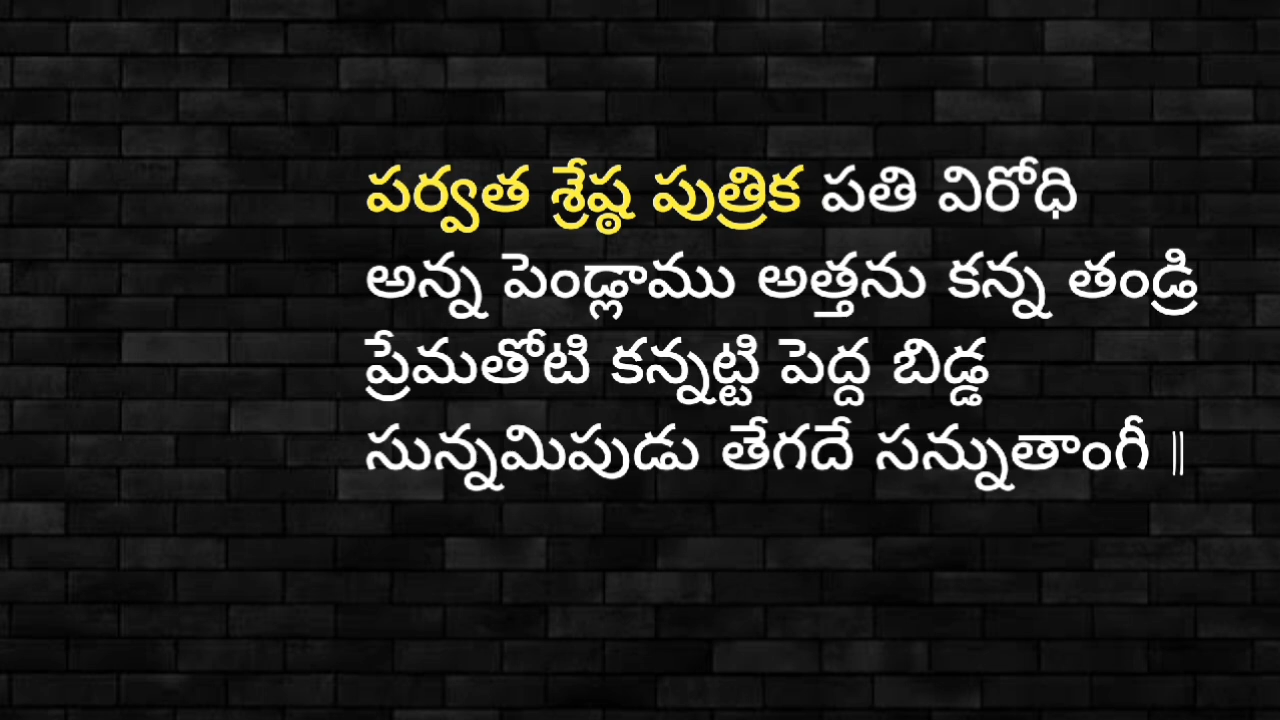 పర్వత శ్రేష్ఠ పుత్రిక పతి విరోధి
అన్న పెండ్లాము అత్తను కన్న తండ్రి
ప్రేమతోటి కన్నట్టి పెద్ద బిడ్డ
సున్నమిపుడు తేగదే సన్నుతాంగీ ||